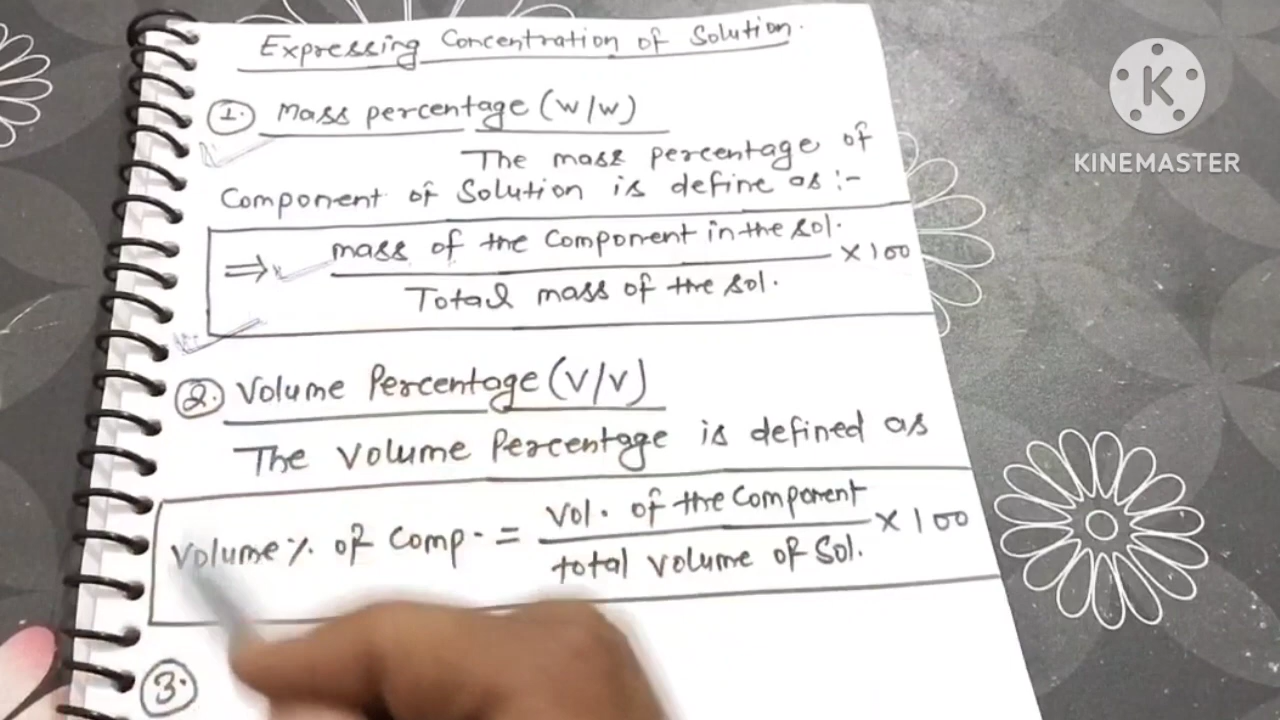 Expressing Concentration of Solution.
1. Mass percentage (w/w)
The mass percentage of
Component of Solution is define as :-
⇒ mass of the Component in the sol. × 100
Total mass of the sol.
2. Volume Percentage (V/V)
The Volume Percentage is defined as
Volume % of Comp. = Vol. of the Component × 100
total volume of Sol.
3.
K
KINEMASTER